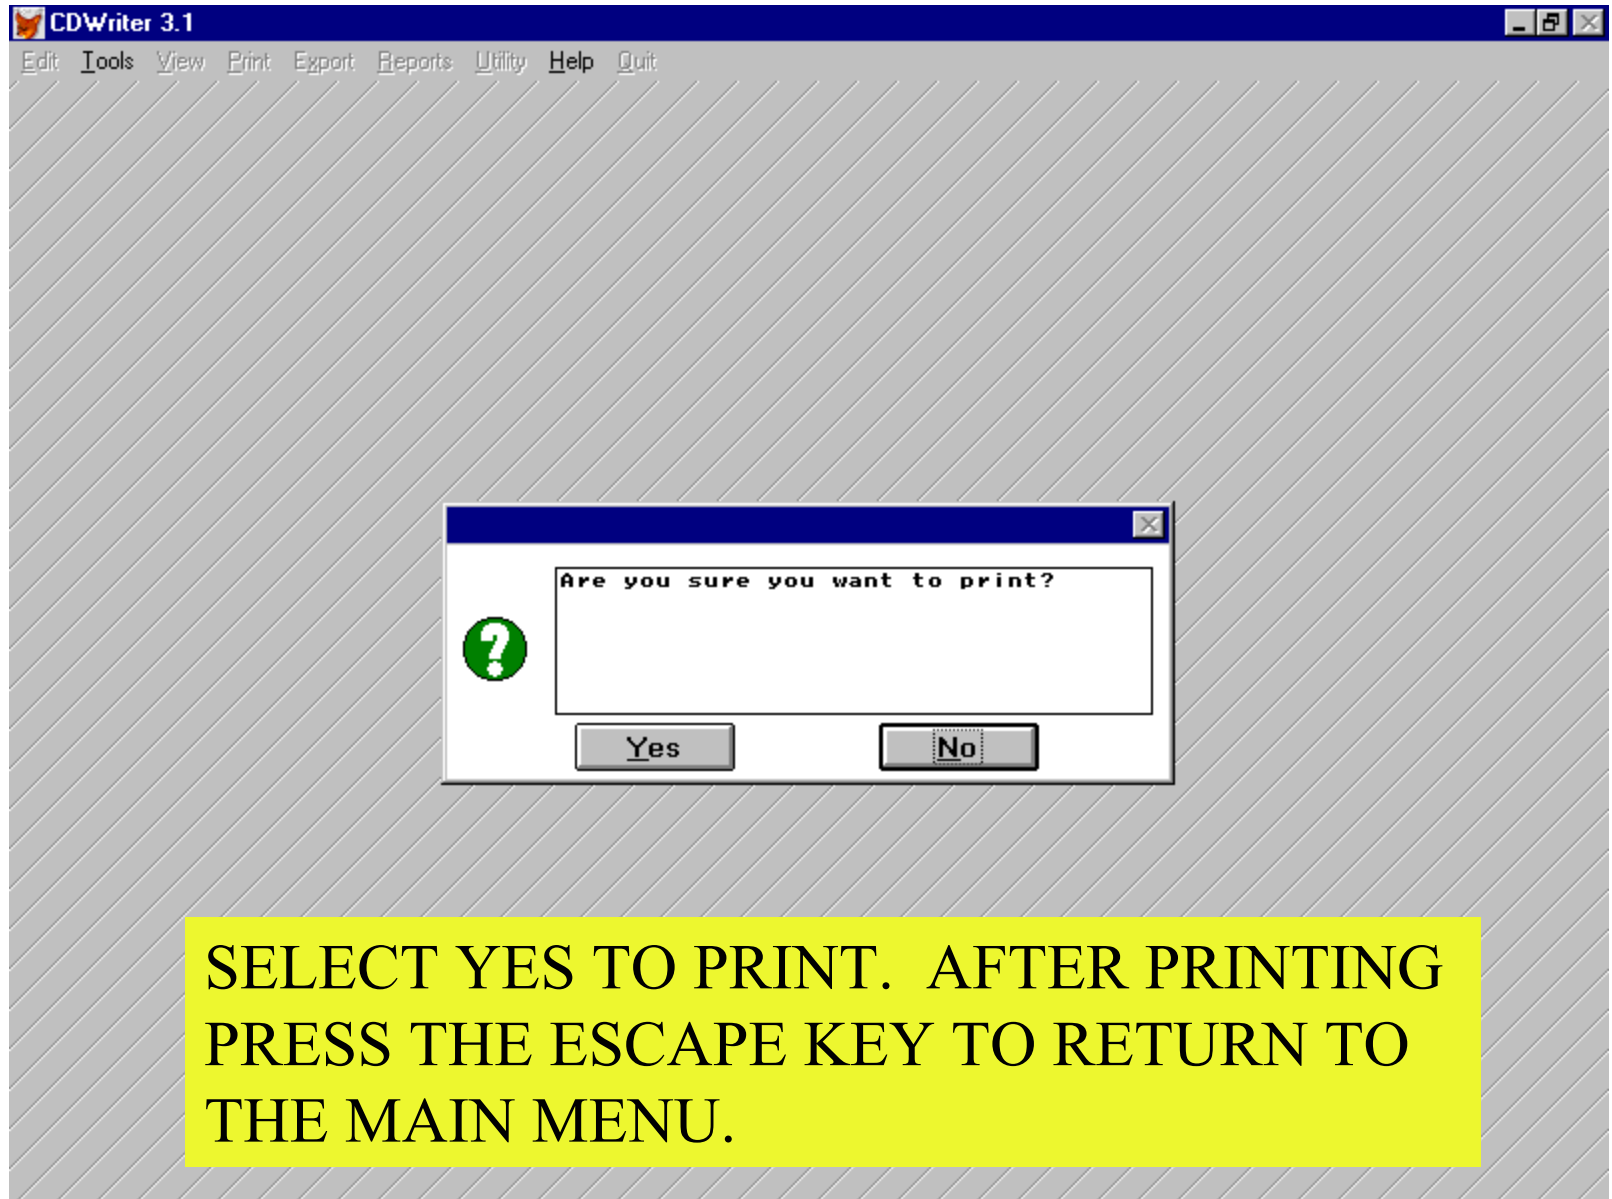 CDWriter 3.1
Edit Tools View Print Export Reports Utility Help Quit
Are you sure you want to print?
Yes No
SELECT YES TO PRINT.  AFTER PRINTING
PRESS THE ESCAPE KEY TO RETURN TO
THE MAIN MENU.